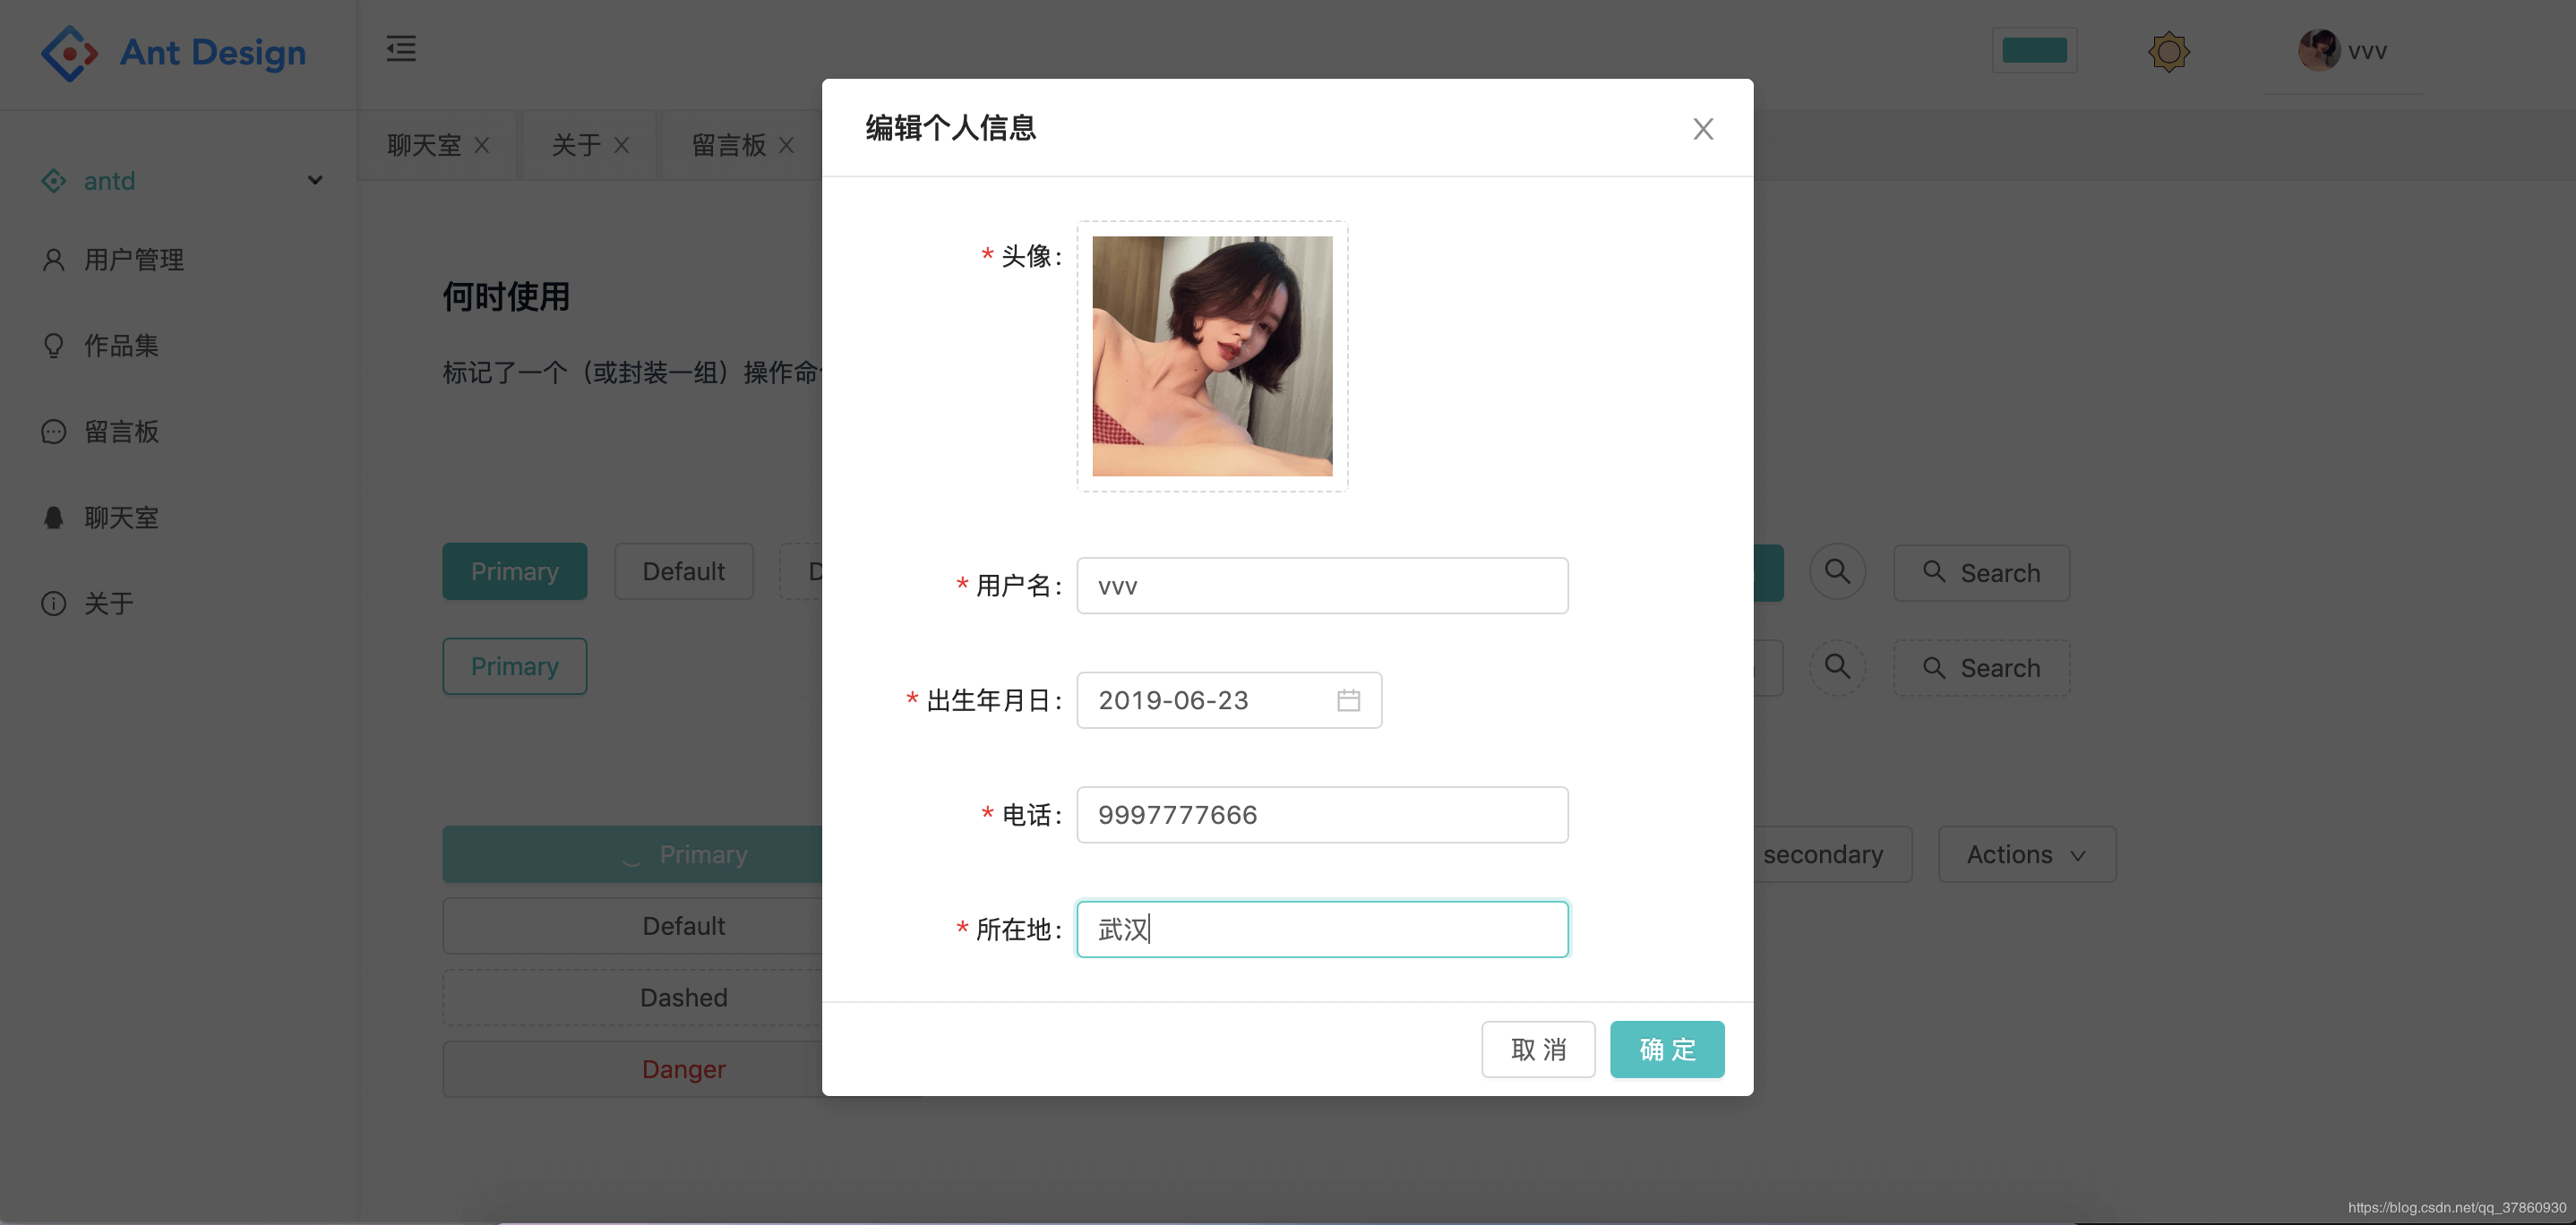 Ant Design
vvv
聊天室
关于
留言板
antd
用户管理
作品集
留言板
聊天室
关于
何时使用
标记了一个（或封装一组）操作命
Primary
Default
Search
Primary
Search
Primary
Default
Dashed
Danger
secondary
Actions
编辑个人信息
* 头像:
* 用户名:
vvv
* 出生年月日:
2019-06-23
* 电话:
9997777666
* 所在地:
武汉
取 消
确 定
https://blog.csdn.net/qq_37860930